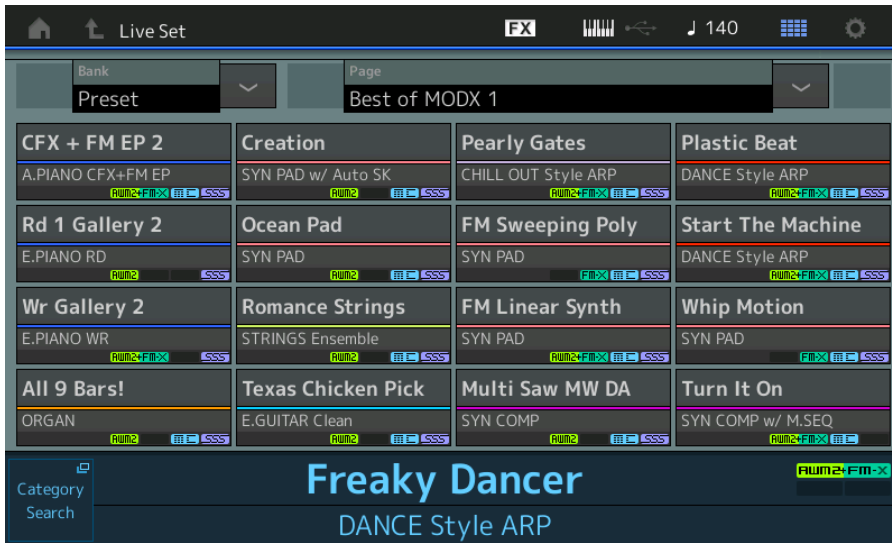 Live Set
FX
140
Bank
Preset
Page
Best of MODX 1
CFX + FM EP 2
A.PIANO CFX+FM EP
AWM2+FM-X SSS
Creation
SYN PAD w/ Auto SK
AWM2 SSS
Pearly Gates
CHILL OUT Style ARP
AWM2+FM-X SSS
Plastic Beat
DANCE Style ARP
AWM2+FM-X SSS
Rd 1 Gallery 2
E.PIANO RD
AWM2 SSS
Ocean Pad
SYN PAD
AWM2 SSS
FM Sweeping Poly
SYN PAD
FM-X SSS
Start The Machine
DANCE Style ARP
AWM2+FM-X SSS
Wr Gallery 2
E.PIANO WR
AWM2+FM-X SSS
Romance Strings
STRINGS Ensemble
AWM2 SSS
FM Linear Synth
SYN PAD
AWM2+FM-X SSS
Whip Motion
SYN PAD
FM-X SSS
All 9 Bars!
ORGAN
AWM2 SSS
Texas Chicken Pick
E.GUITAR Clean
AWM2 SSS
Multi Saw MW DA
SYN COMP
AWM2 SSS
Turn It On
SYN COMP w/ M.SEQ
AWM2+FM-X
Category
Search
Freaky Dancer
AWM2+FM-X
DANCE Style ARP